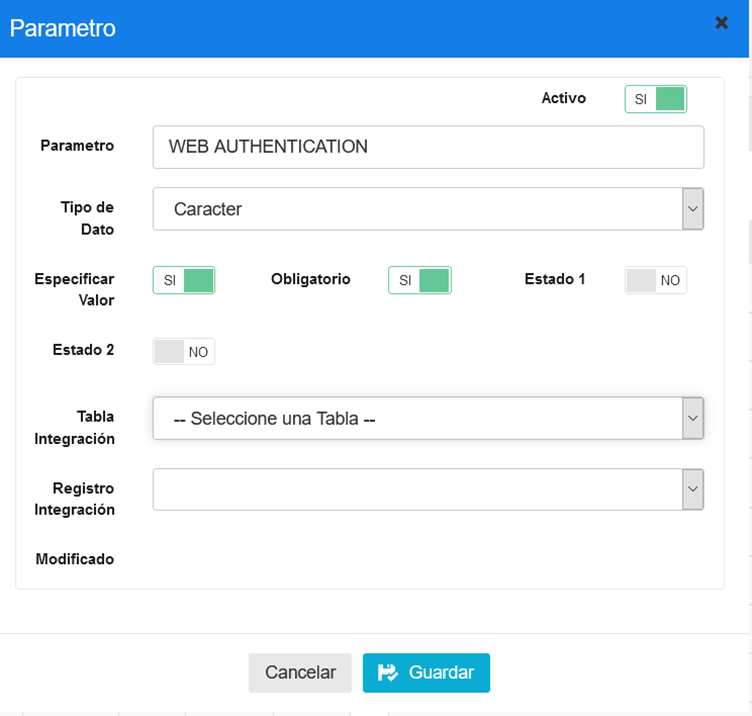 Parametro
Activo SI
Parametro WEB AUTHENTICATION
Tipo de Dato Caracter
Especificar Valor SI Obligatorio SI Estado 1 NO
Estado 2 NO
Tabla Integración -- Seleccione una Tabla --
Registro Integración
Modificado
Cancelar Guardar